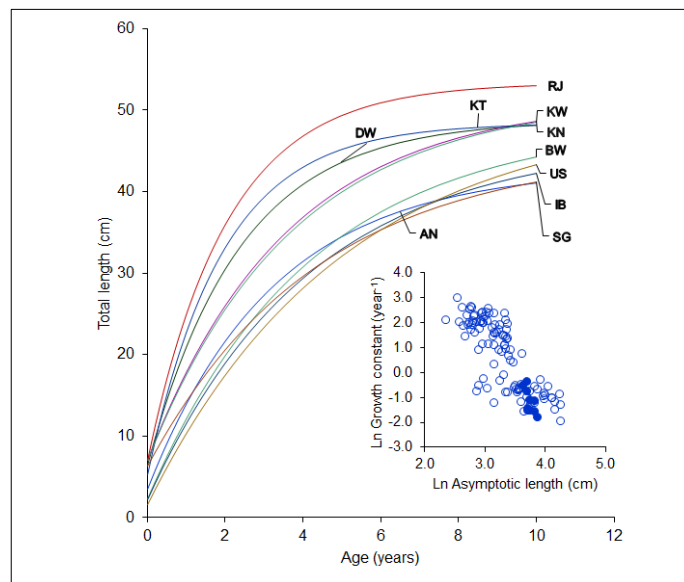 60
50
40
30
20
10
0
Total length (cm)
0 2 4 6 8 10 12
Age (years)
RJ
KW
KT
KN
DW
BW
US
IB
AN
SG
4.0
3.0
2.0
1.0
0.0
-1.0
-2.0
-3.0
Ln Growth constant (year⁻¹)
2.0 3.0 4.0 5.0
Ln Asymptotic length (cm)